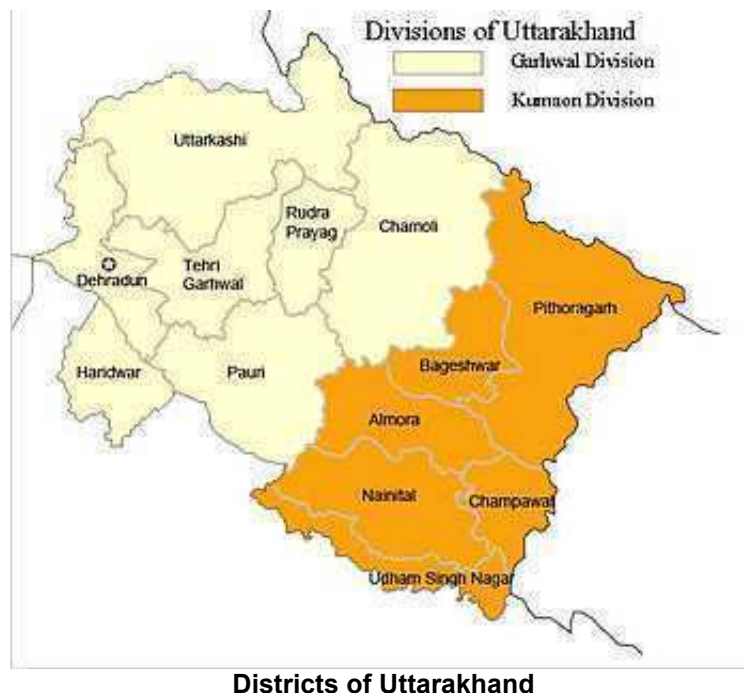 Divisions of Uttarakhand
Garhwal Division
Kumaon Division
Uttarkashi
Rudra
Prayag
Chamoli
Dehradun
Tehri
Garhwal
Pithoragarh
Haridwar
Pauri
Bageshwar
Almora
Nainital
Champawat
Udham Singh Nagar
Districts of Uttarakhand